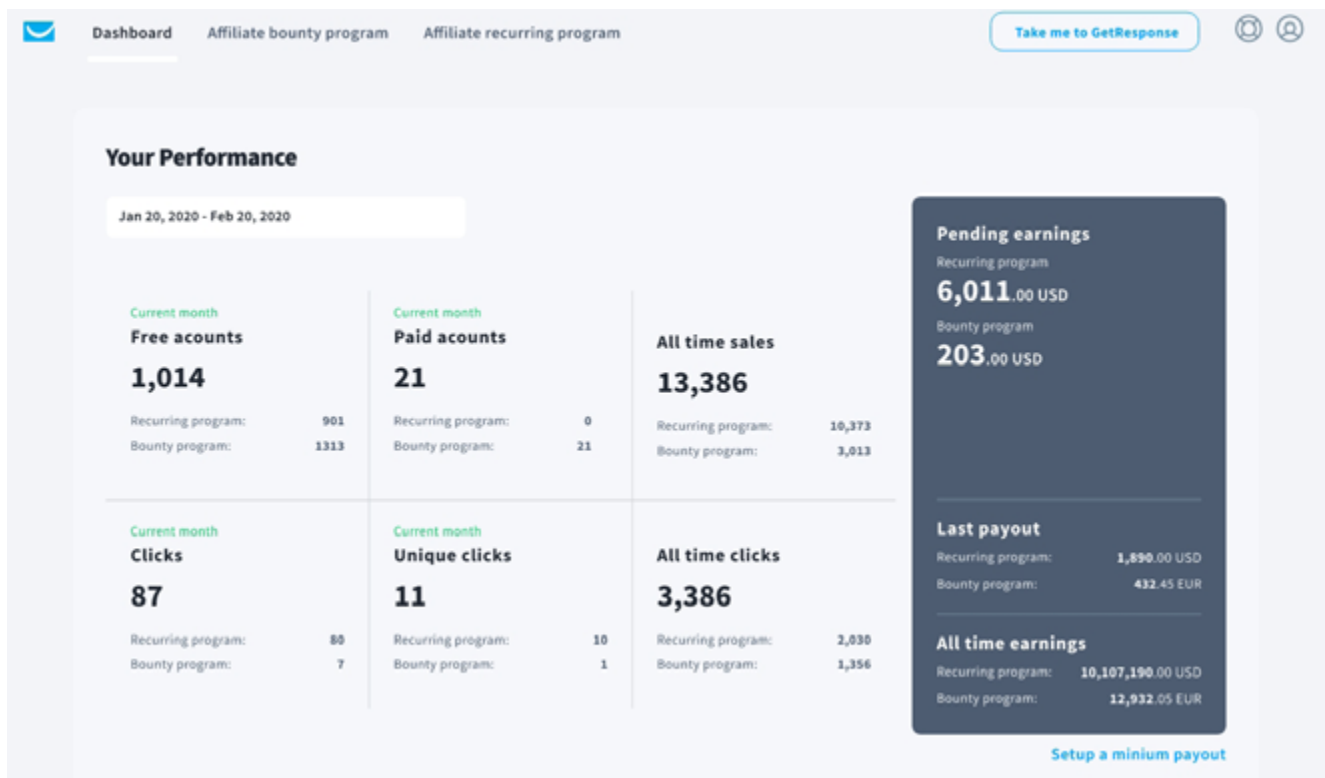 Dashboard Affiliate bounty program Affiliate recurring program Take me to GetResponse
Your Performance
Jan 20, 2020 - Feb 20, 2020
Current month
Free acounts
1,014
Recurring program: 901
Bounty program: 1313
Current month
Paid acounts
21
Recurring program: 0
Bounty program: 21
All time sales
13,386
Recurring program: 10,373
Bounty program: 3,013
Current month
Clicks
87
Recurring program: 80
Bounty program: 7
Current month
Unique clicks
11
Recurring program: 10
Bounty program: 1
All time clicks
3,386
Recurring program: 2,030
Bounty program: 1,356
Pending earnings
Recurring program
6,011.00 USD
Bounty program
203.00 USD
Last payout
Recurring program: 1,890.00 USD
Bounty program: 432.45 EUR
All time earnings
Recurring program: 10,107,190.00 USD
Bounty program: 12,932.05 EUR
Setup a minium payout